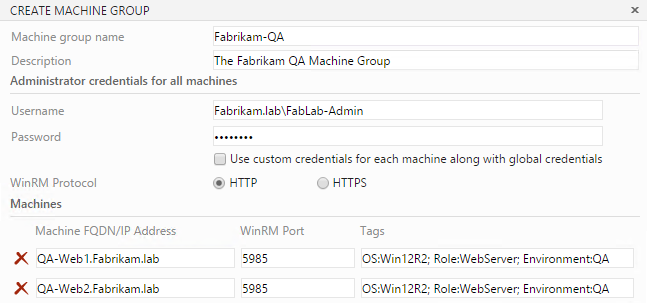 CREATE MACHINE GROUP
Machine group name Fabrikam-QA
Description The Fabrikam QA Machine Group
Administrator credentials for all machines
Username Fabrikam.lab\FabLab-Admin
Password ••••••••
Use custom credentials for each machine along with global credentials
WinRM Protocol HTTP HTTPS
Machines
Machine FQDN/IP Address WinRM Port Tags
QA-Web1.Fabrikam.lab 5985 OS:Win12R2; Role:WebServer; Environment:QA
QA-Web2.Fabrikam.lab 5985 OS:Win12R2; Role:WebServer; Environment:QA